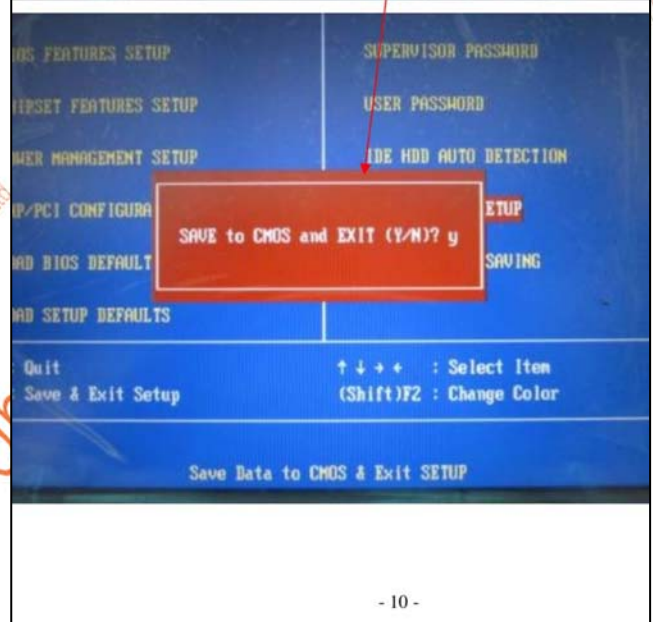 OS FEATURES SETUP
SUPERVISOR PASSWORD
IPSET FEATURES SETUP
USER PASSWORD
WER MANAGEMENT SETUP
IDE HDD AUTO DETECTION
P/PCI CONFIGURA
ETUP
SAVE to CMOS and EXIT (Y/N)? y
AD BIOS DEFAULT
SAVING
AD SETUP DEFAULTS
: Quit
↑ ↓ → ← : Select Item
: Save & Exit Setup
(Shift)F2 : Change Color
Save Data to CMOS & Exit SETUP
- 10 -